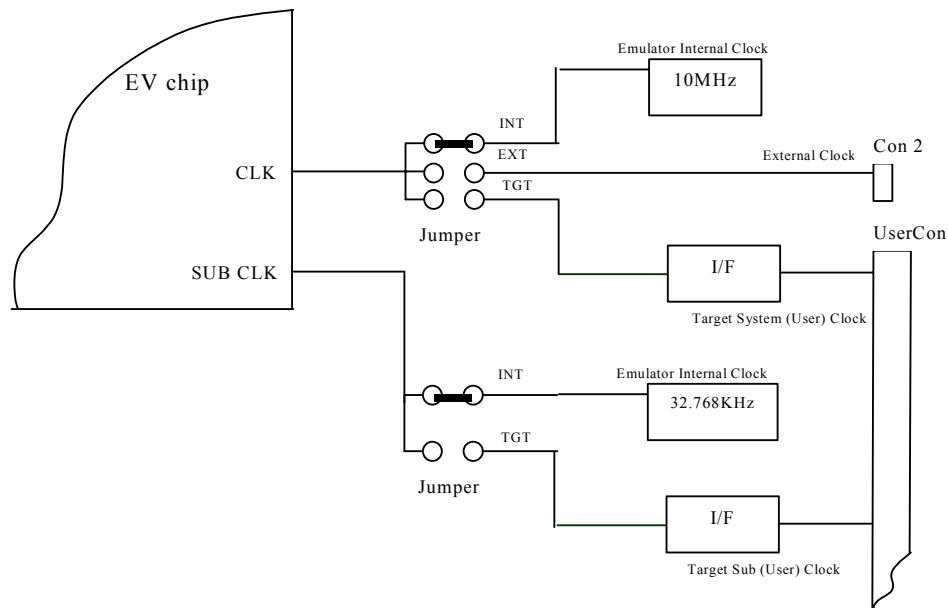 Emulator Internal Clock
EV chip
10MHz
INT
EXT
Con 2
CLK
External Clock
TGT
Jumper
UserCon
SUB CLK
I/F
Target System (User) Clock
INT
Emulator Internal Clock
32.768KHz
TGT
Jumper
I/F
Target Sub (User) Clock